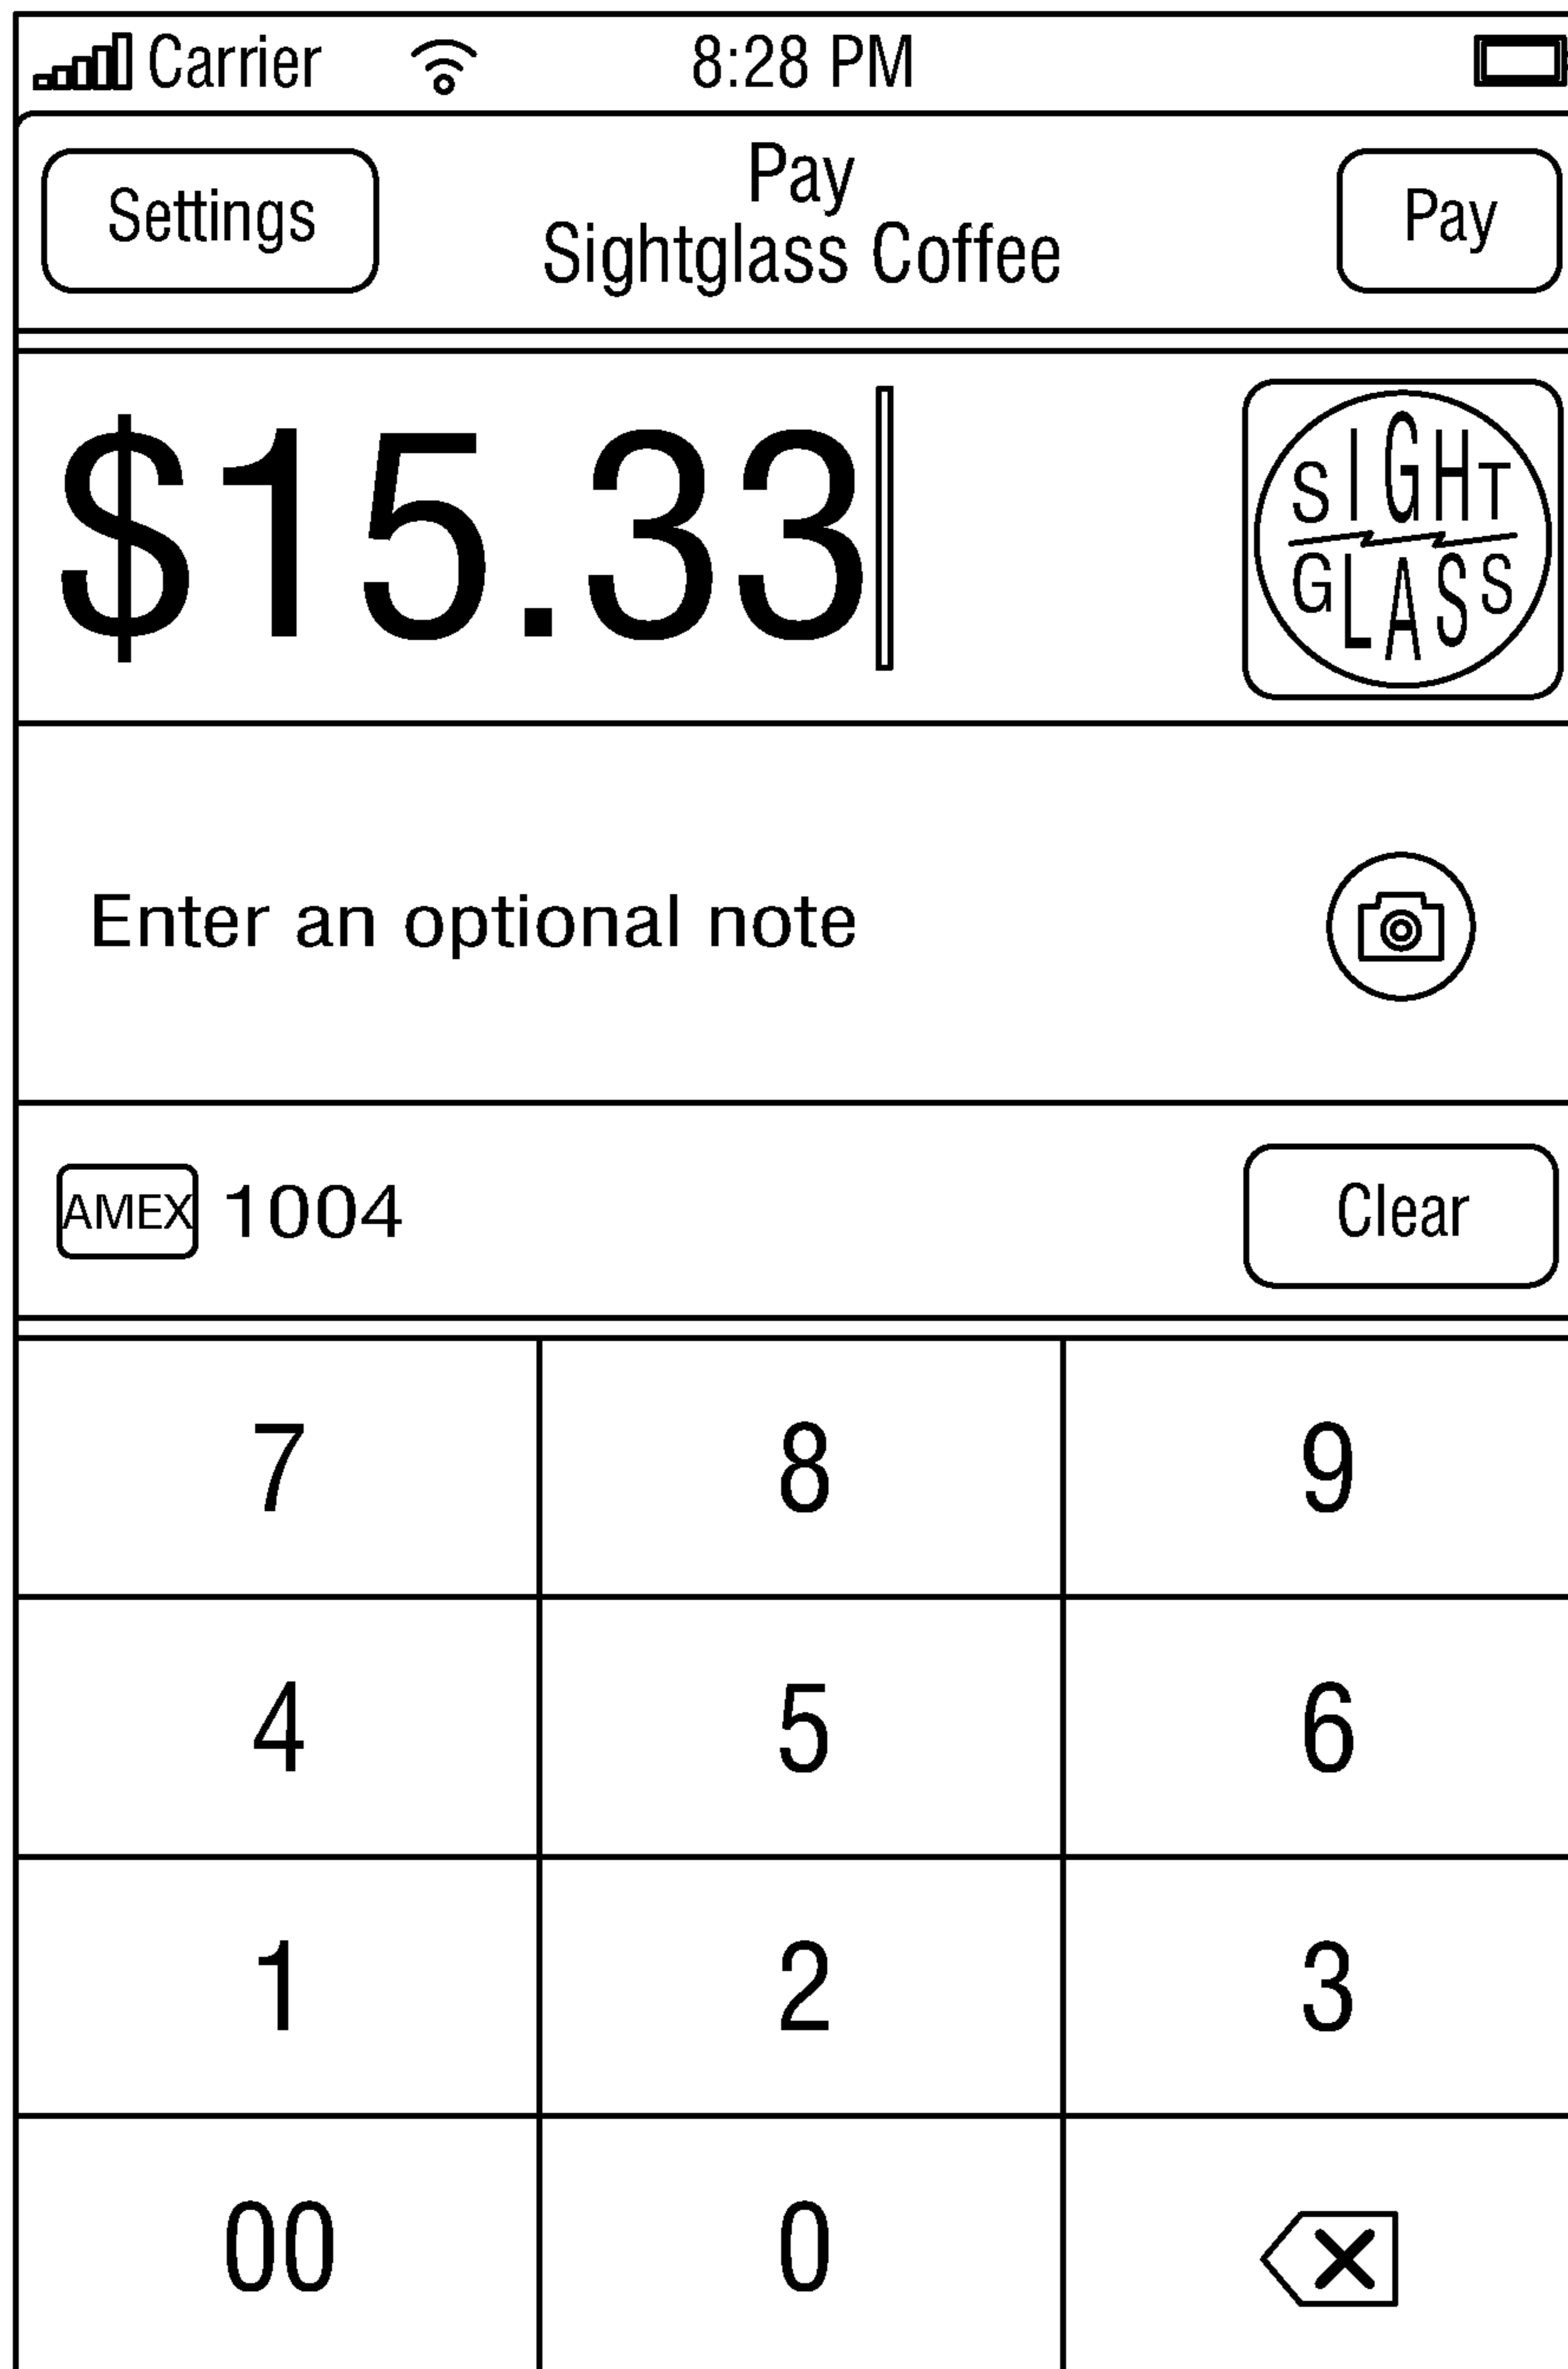 Carrier 8:28 PM
Settings
Pay
Sightglass Coffee
Pay
$15.33
SIGHT
GLASS
Enter an optional note
AMEX 1004
Clear
7 8 9
4 5 6
1 2 3
00 0